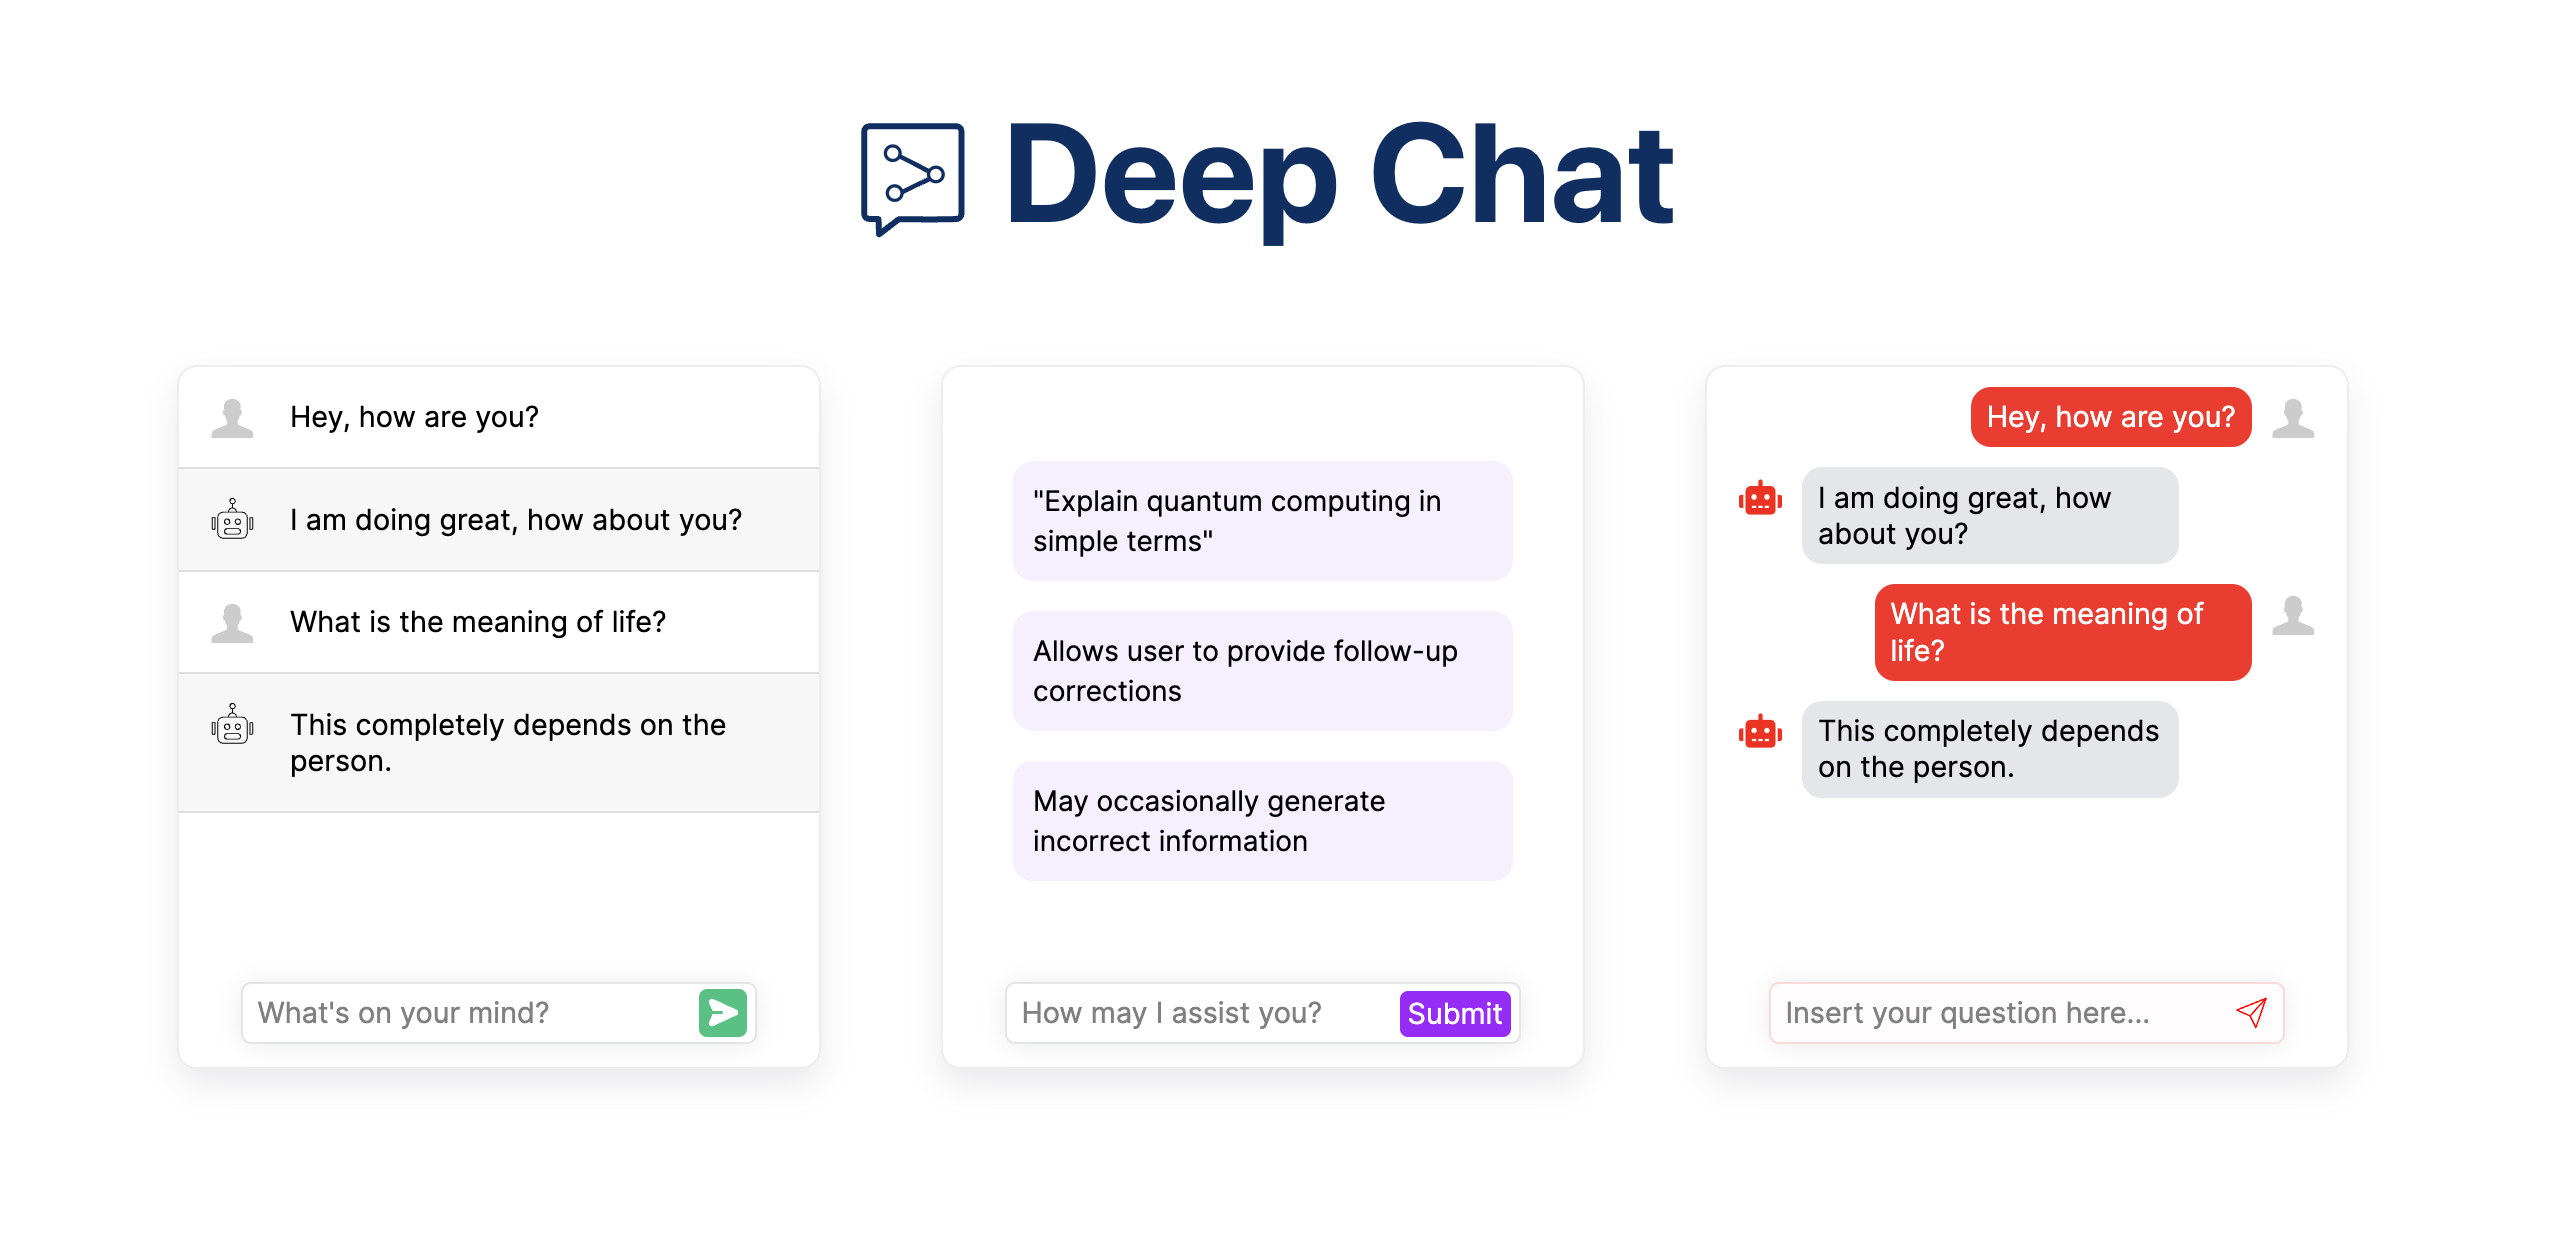 Deep Chat
Hey, how are you?
I am doing great, how about you?
What is the meaning of life?
This completely depends on the
person.
What's on your mind?
"Explain quantum computing in
simple terms"
Allows user to provide follow-up
corrections
May occasionally generate
incorrect information
How may I assist you?
Submit
Hey, how are you?
I am doing great, how
about you?
What is the meaning of
life?
This completely depends
on the person.
Insert your question here...